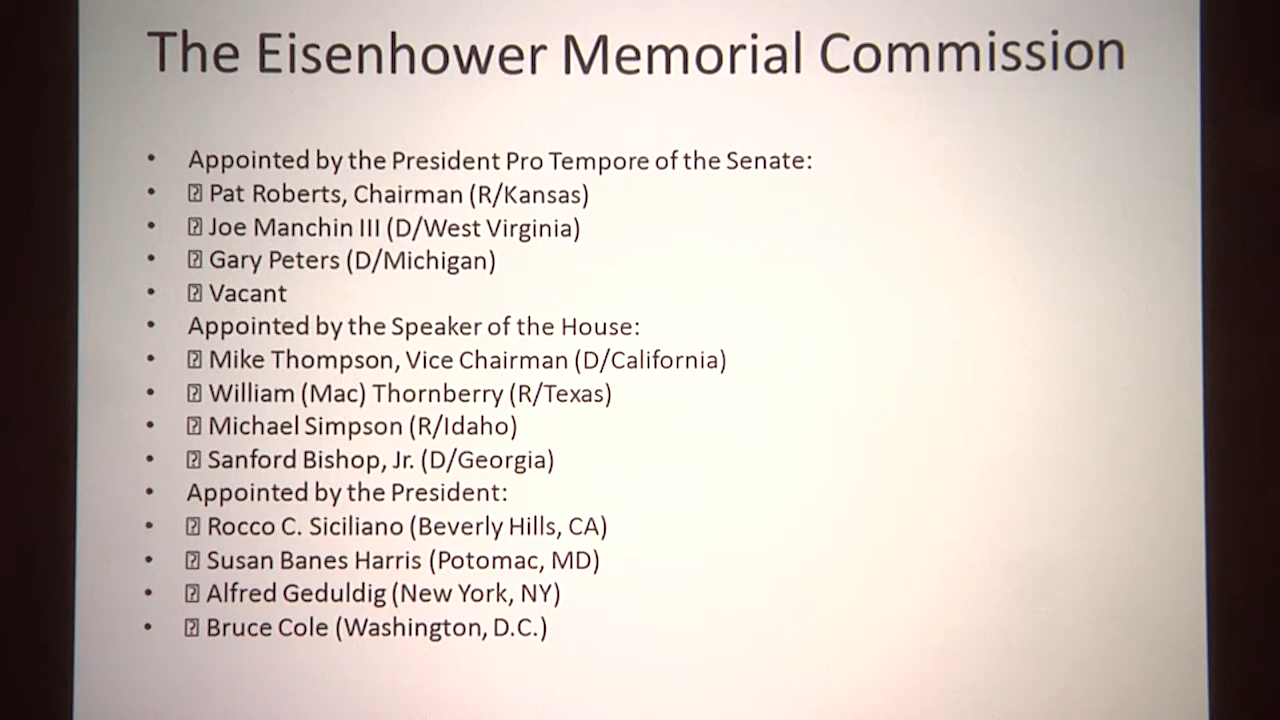 The Eisenhower Memorial Commission
• Appointed by the President Pro Tempore of the Senate:
• ⍰ Pat Roberts, Chairman (R/Kansas)
• ⍰ Joe Manchin III (D/West Virginia)
• ⍰ Gary Peters (D/Michigan)
• ⍰ Vacant
• Appointed by the Speaker of the House:
• ⍰ Mike Thompson, Vice Chairman (D/California)
• ⍰ William (Mac) Thornberry (R/Texas)
• ⍰ Michael Simpson (R/Idaho)
• ⍰ Sanford Bishop, Jr. (D/Georgia)
• Appointed by the President:
• ⍰ Rocco C. Siciliano (Beverly Hills, CA)
• ⍰ Susan Banes Harris (Potomac, MD)
• ⍰ Alfred Geduldig (New York, NY)
• ⍰ Bruce Cole (Washington, D.C.)